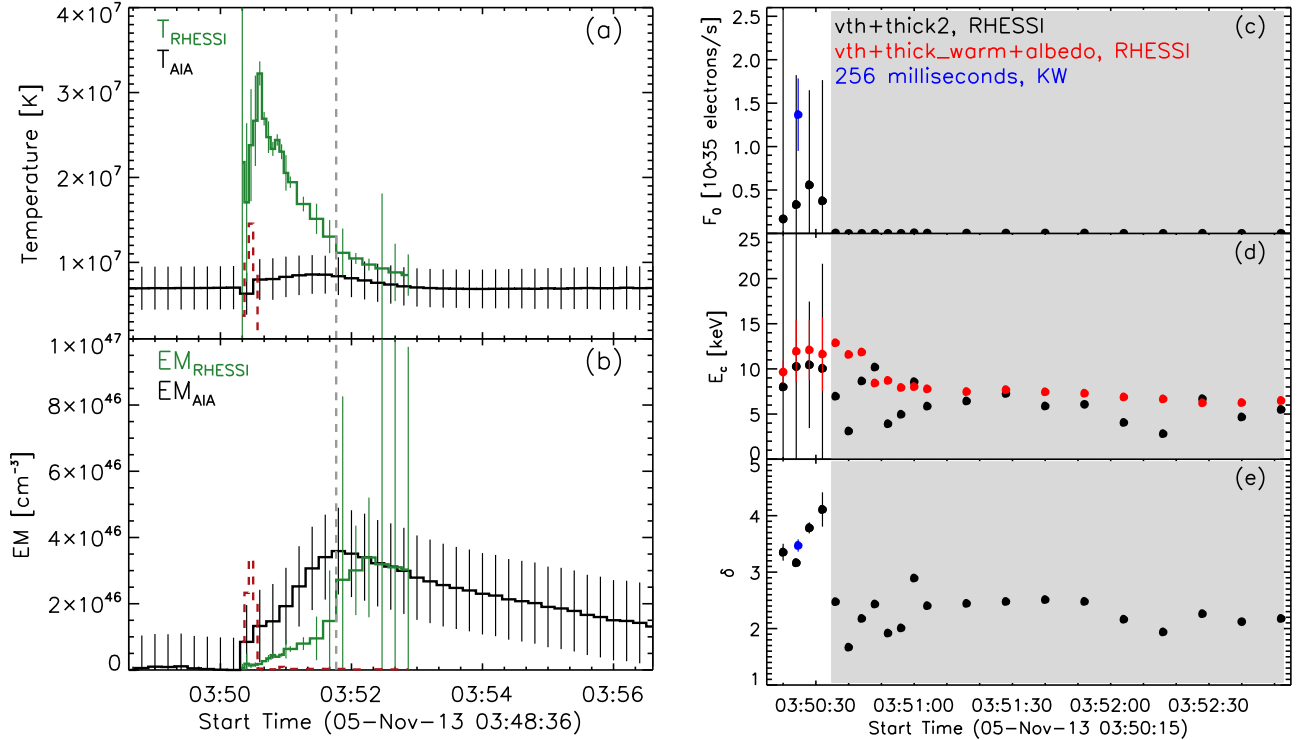 4×10⁷
3×10⁷
2×10⁷
1×10⁷
Temperature [K]
T_RHESSI
T_AIA
(a)
1×10⁴⁷
8×10⁴⁶
6×10⁴⁶
4×10⁴⁶
2×10⁴⁶
0
EM [cm⁻³]
EM_RHESSI
EM_AIA
(b)
03:50
03:52
03:54
03:56
Start Time (05-Nov-13 03:48:36)
2.5
2.0
1.5
1.0
0.5
F₀ [10^35 electrons/s]
vth+thick2, RHESSI
vth+thick_warm+albedo, RHESSI
256 milliseconds, KW
(c)
25
20
15
10
5
0
E_c [keV]
(d)
5
4
3
2
1
δ
(e)
03:50:30
03:51:00
03:51:30
03:52:00
03:52:30
Start Time (05-Nov-13 03:50:15)